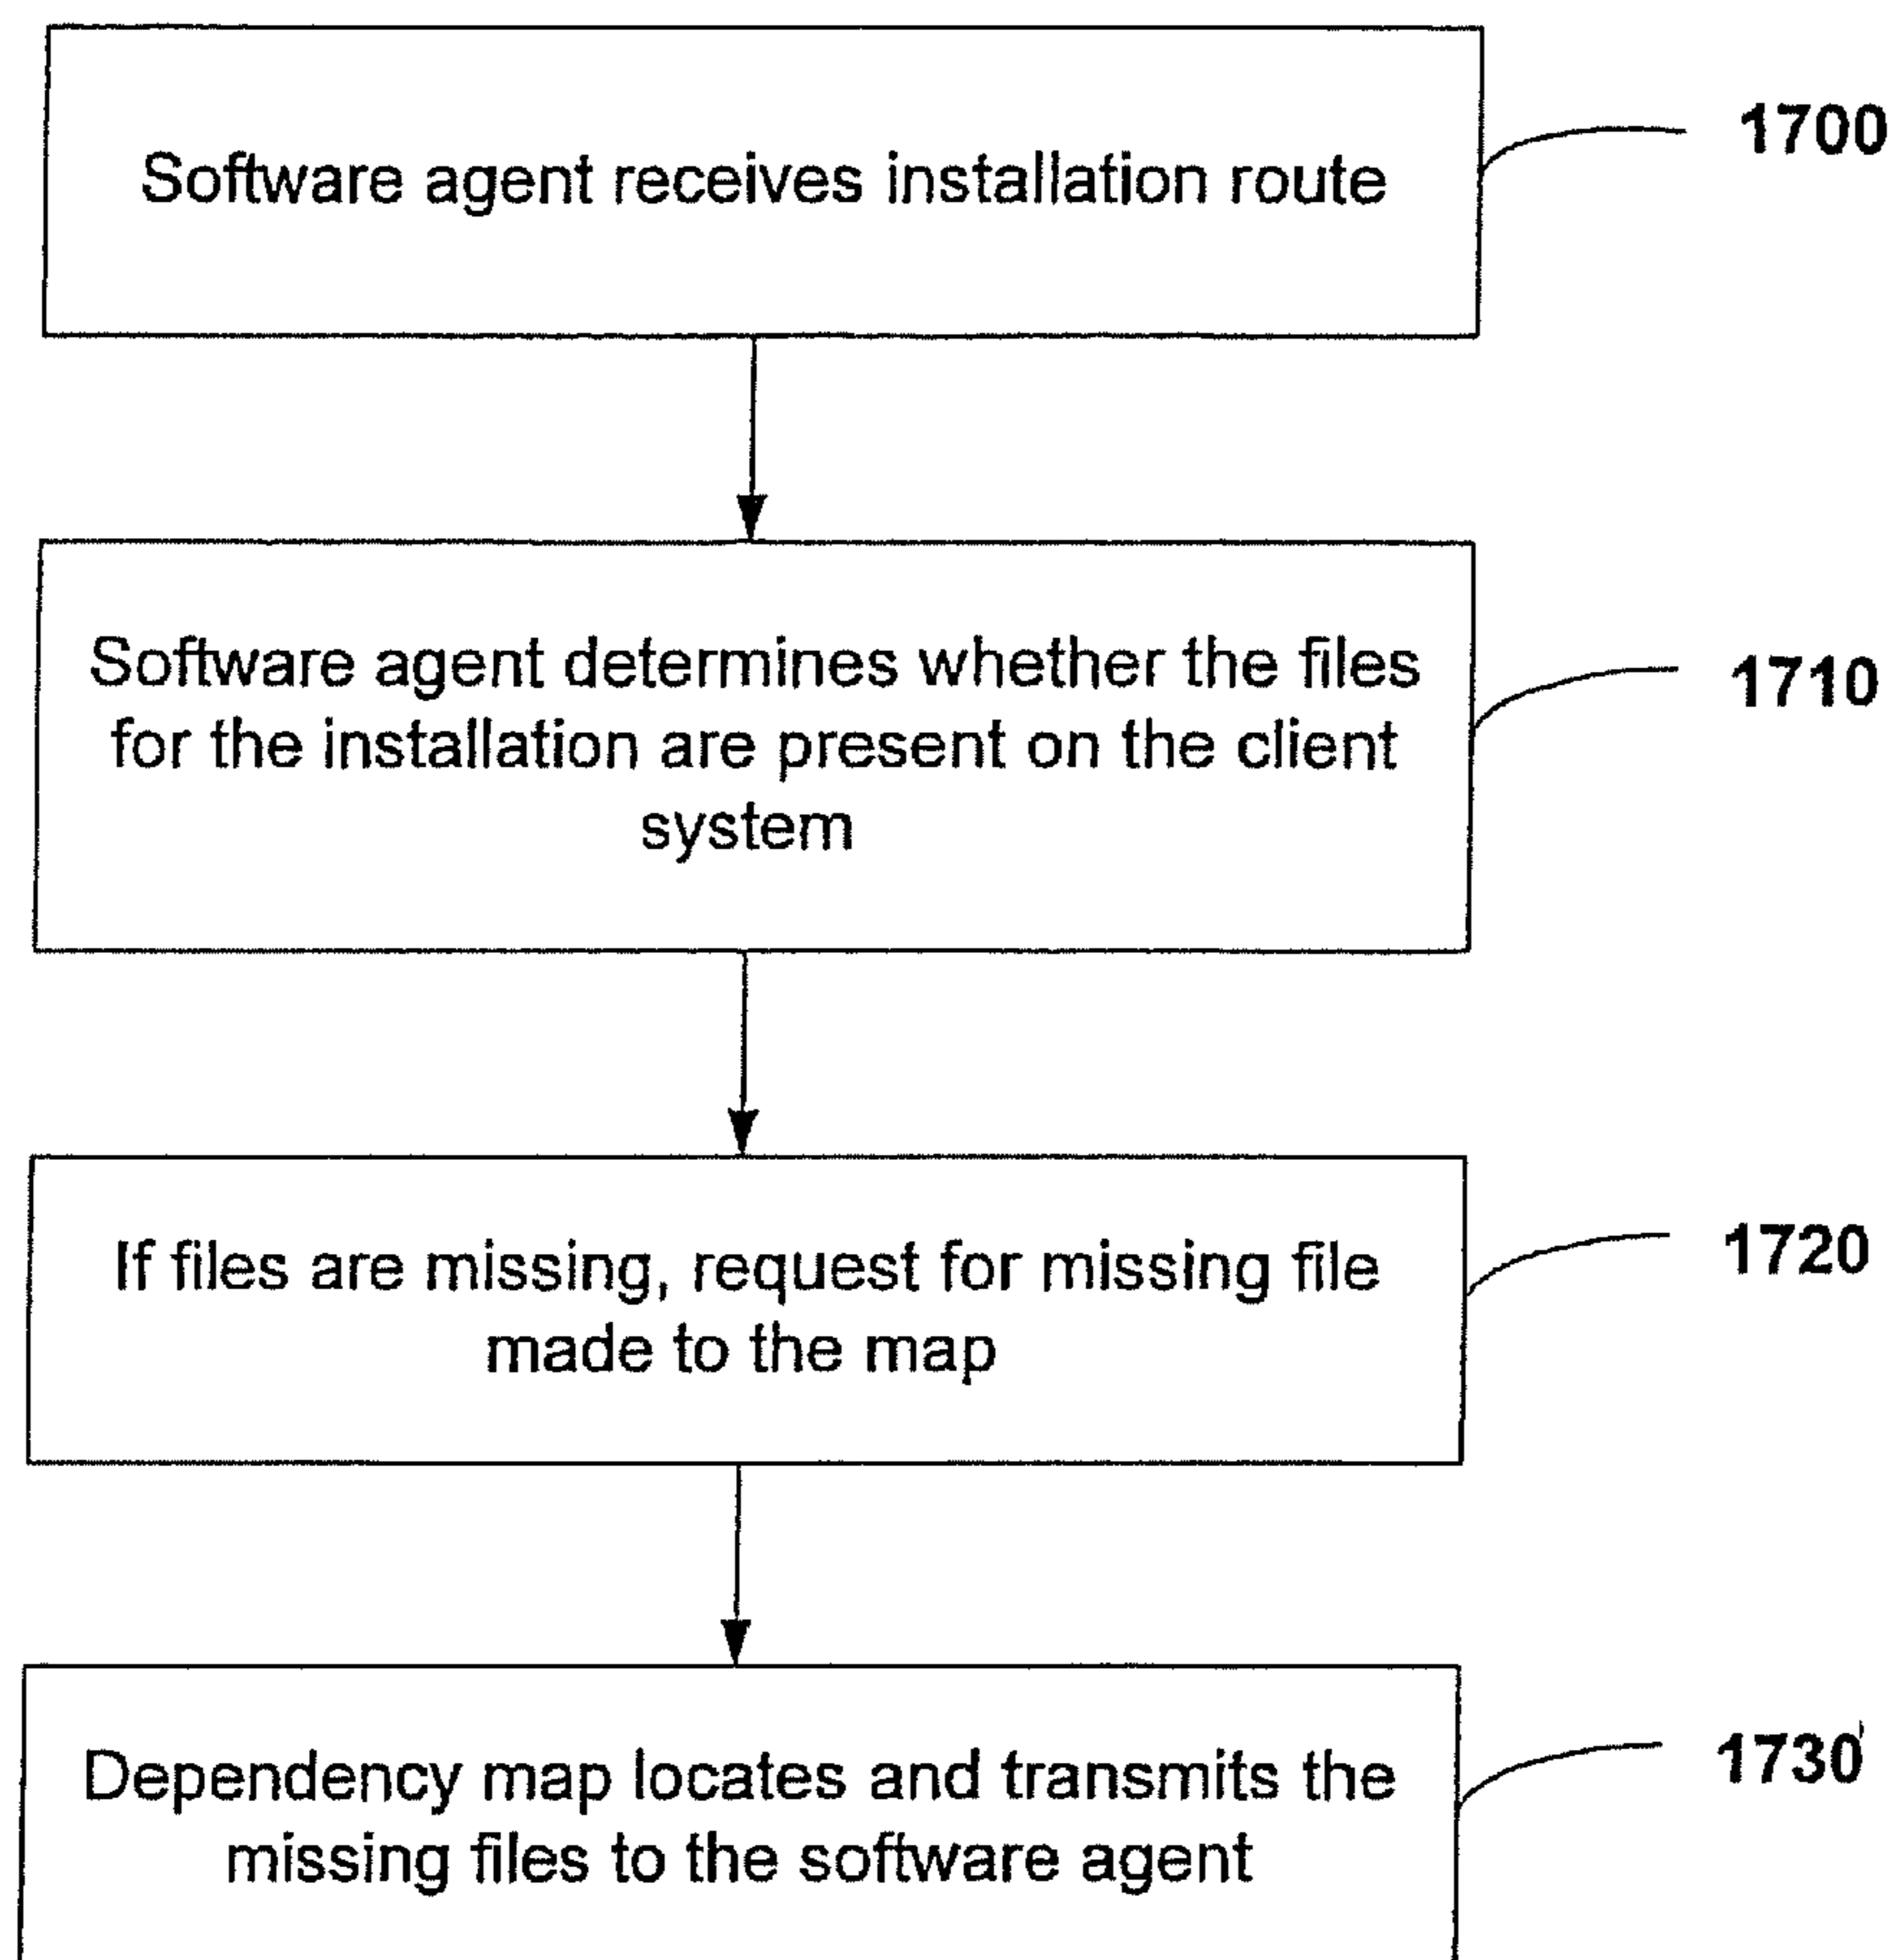 Software agent receives installation route
1700
Software agent determines whether the files
for the installation are present on the client
system
1710
If files are missing, request for missing file
made to the map
1720
Dependency map locates and transmits the
missing files to the software agent
1730